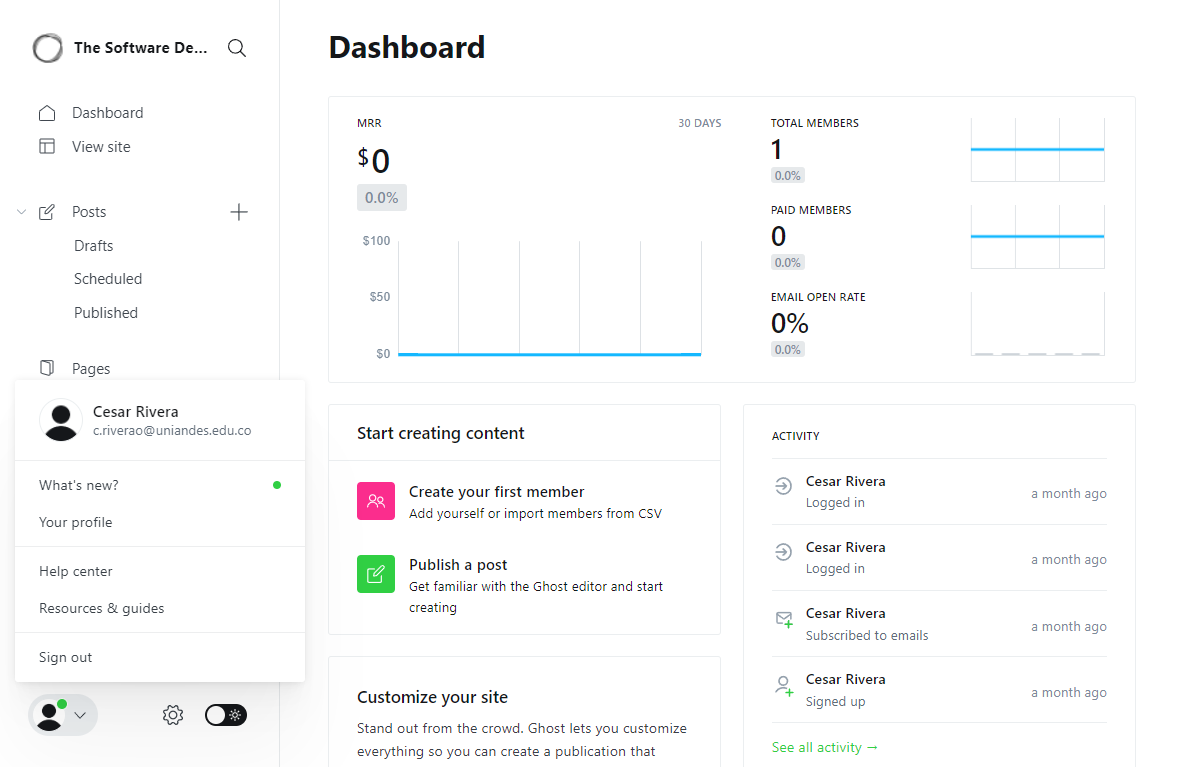 The Software De...
Dashboard
View site
Posts
Drafts
Scheduled
Published
Pages
Cesar Rivera
c.riverao@uniandes.edu.co
What's new?
Your profile
Help center
Resources & guides
Sign out
Dashboard
MRR
30 DAYS
$0
0.0%
$100
$50
$0
TOTAL MEMBERS
1
0.0%
PAID MEMBERS
0
0.0%
EMAIL OPEN RATE
0%
0.0%
Start creating content
Create your first member
Add yourself or import members from CSV
Publish a post
Get familiar with the Ghost editor and start
creating
Customize your site
Stand out from the crowd. Ghost lets you customize
everything so you can create a publication that
ACTIVITY
Cesar Rivera
Logged in
a month ago
Cesar Rivera
Logged in
a month ago
Cesar Rivera
Subscribed to emails
a month ago
Cesar Rivera
Signed up
a month ago
See all activity →